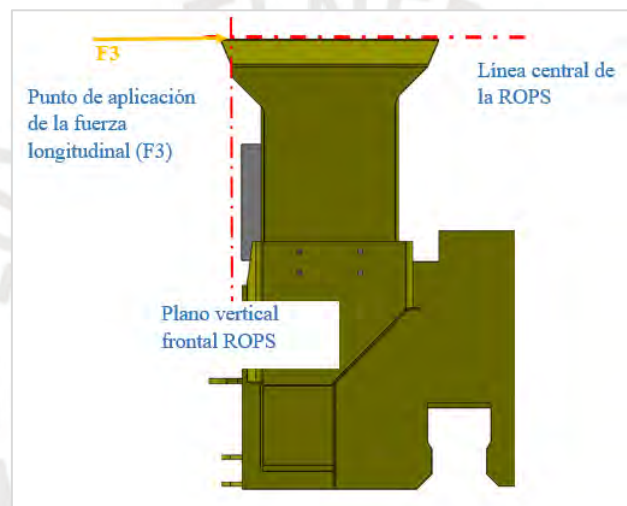 F3
Línea central de
la ROPS
Punto de aplicación
de la fuerza
longitudinal (F3)
Plano vertical
frontal ROPS